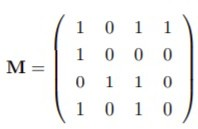 1 0 1 1
1 0 0 0
M =
0 1 1 0
1 0 1 0